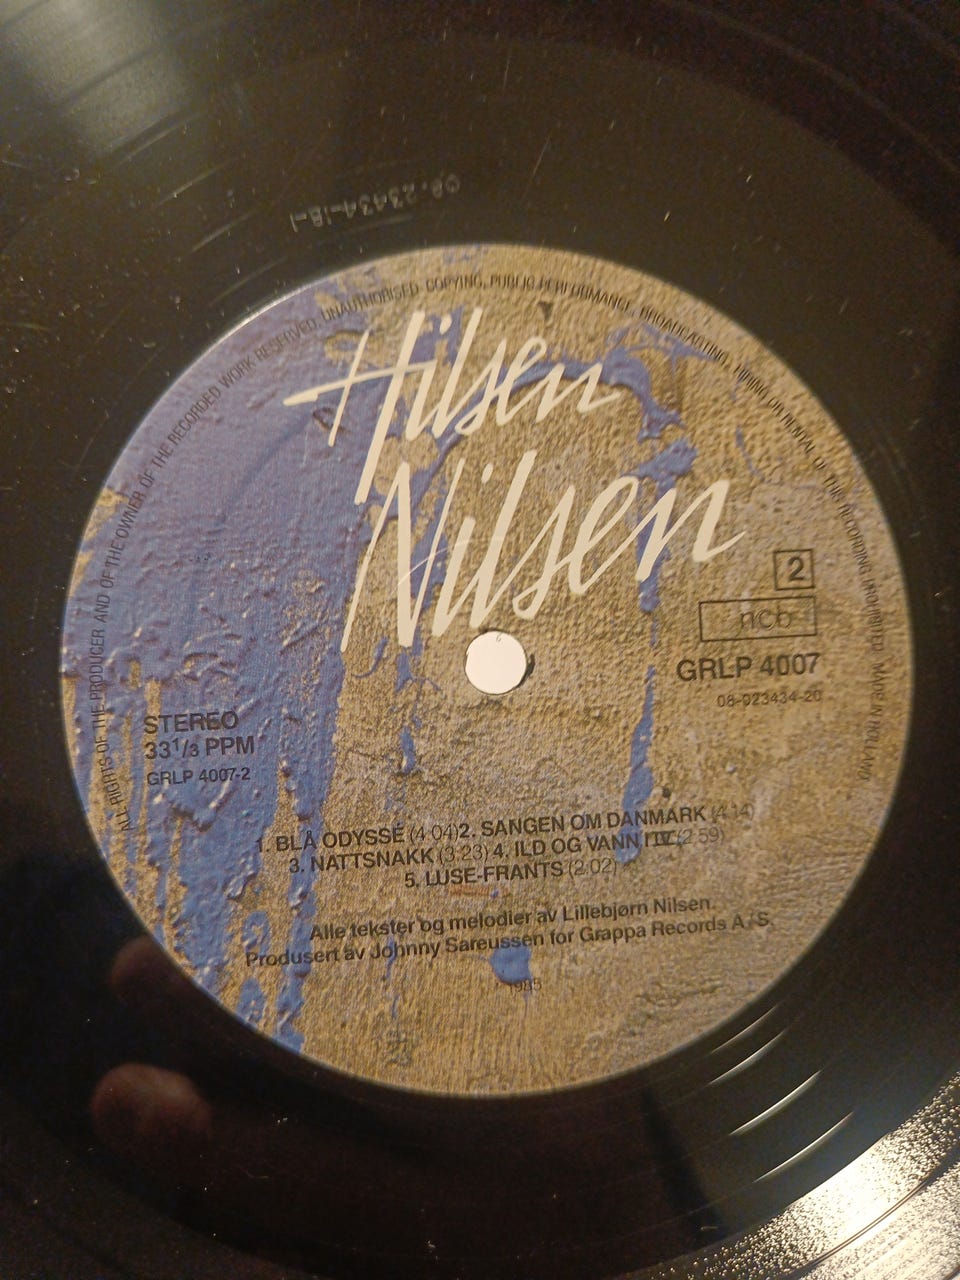 08.23434-1B-1
ALL RIGHTS OF THE PRODUCER AND OF THE OWNER OF THE RECORDED WORK RESERVED. UNAUTHORISED COPYING, PUBLIC PERFORMANCE, BROADCASTING, HIRING OR RENTAL OF THE RECORDING PROHIBITED. MADE IN HOLLAND
Hilsen
Nilsen
2
ncb
GRLP 4007
08-023434-20
STEREO
33 1/3 PPM
GRLP 4007-2
1. BLÅ ODYSSÉ (4:04) 2. SANGEN OM DANMARK (4:14)
3. NATTSNAKK (3:23) 4. ILD OG VANN I IV (2:59)
5. LUSE-FRANTS (2:02)
Alle tekster og melodier av Lillebjørn Nilsen.
Produsert av Johnny Sareussen for Grappa Records A/S.
1985